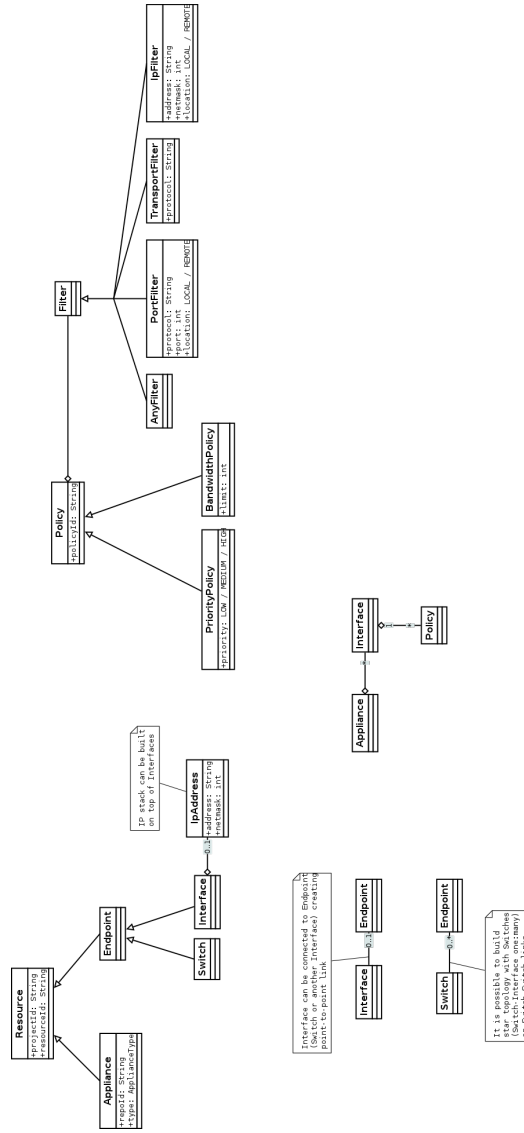 Resource
+projectId: String
+resourceId: String
Appliance
+repoId: String
+type: ApplianceType
Endpoint
Switch
Interface
0..1
IpAddress
+address: String
+netmask: int
IP stack can be built
on top of Interfaces
Policy
+policyId: String
PriorityPolicy
+priority: LOW / MEDIUM / HIGH
BandwidthPolicy
+limit: int
Filter
AnyFilter
PortFilter
+protocol: String
+port: int
+location: LOCAL / REMOTE
TransportFilter
+protocol: String
IpFilter
+address: String
+netmask: int
+location: LOCAL / REMOTE
Interface can be connected to Endpoint
(Switch or another Interface) creating
point-to-point link
Interface
0..1
Endpoint
Switch
0..*
Endpoint
It is possible to build
star topology with Switches
(Switch-Interface one:many)
Appliance
Interface
Policy